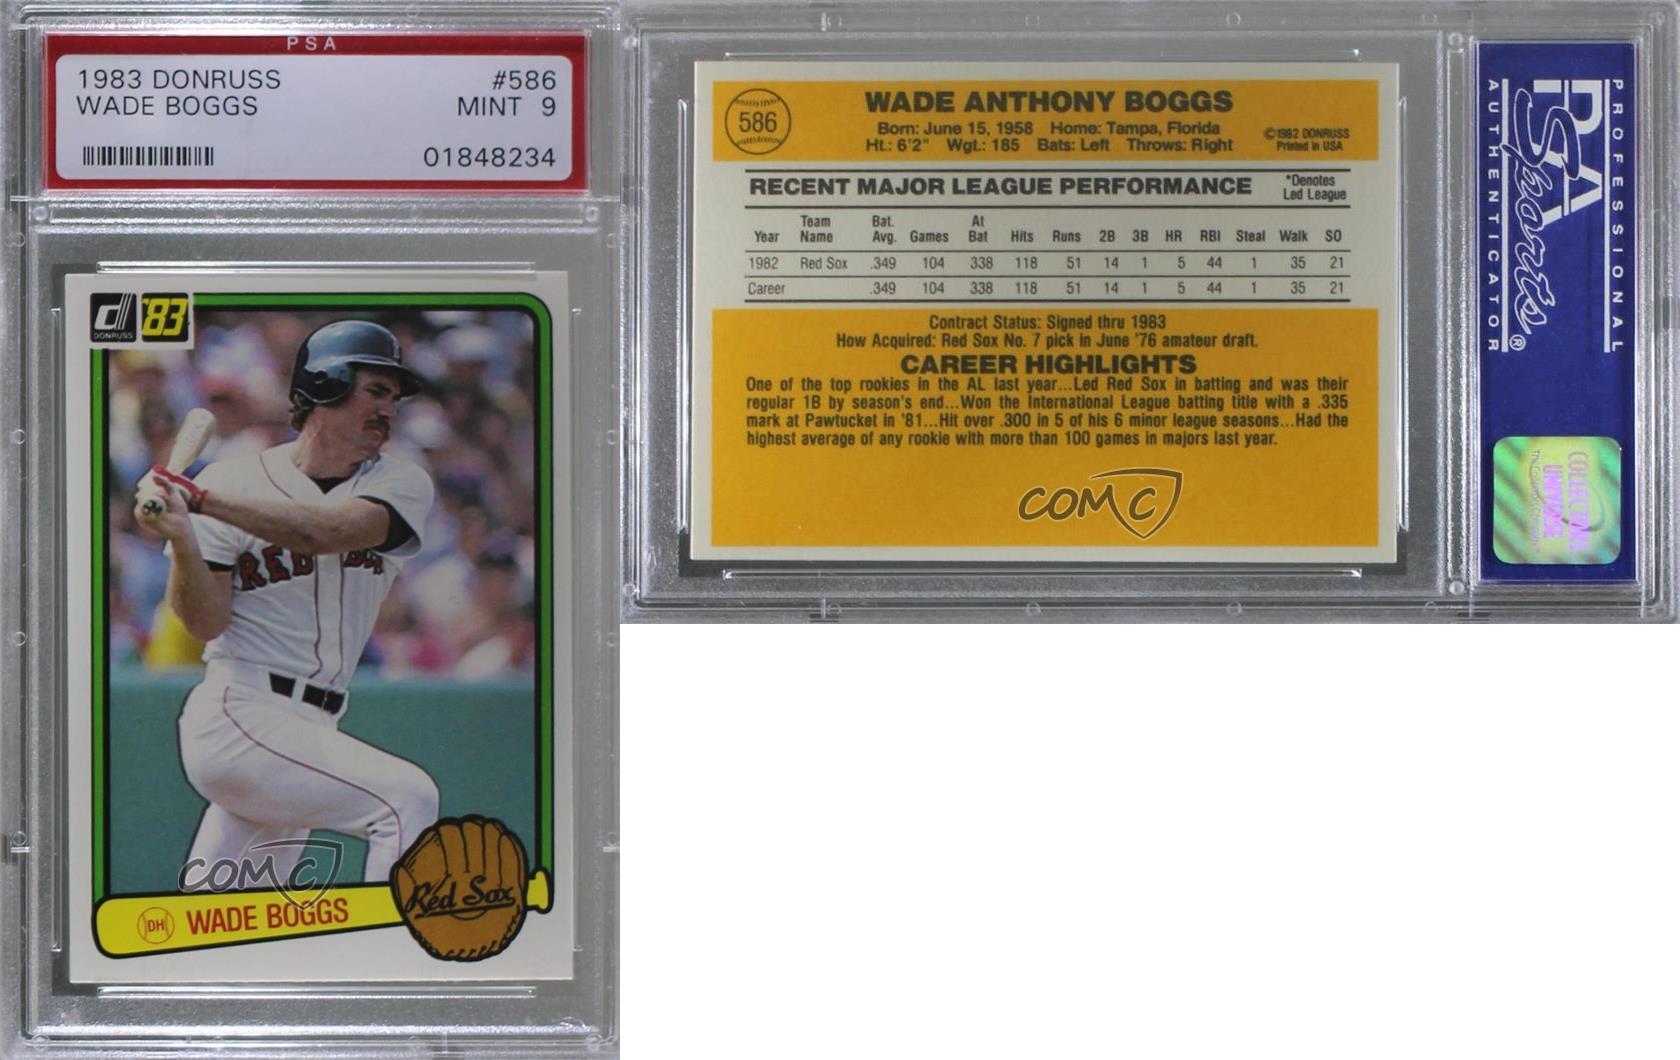 PSA
1983 DONRUSS #586
WADE BOGGS MINT 9
01848234
d '83
DONRUSS
RED SOX
COMC
DH WADE BOGGS
Red Sox
586
WADE ANTHONY BOGGS
Born: June 15, 1958 Home: Tampa, Florida
Ht.: 6'2" Wgt.: 185 Bats: Left Throws: Right
©1982 DONRUSS
Printed in USA
RECENT MAJOR LEAGUE PERFORMANCE
*Denotes
Led League
Year Team Name Bat. Avg. Games At Bat Hits Runs 2B 3B HR RBI Steal Walk SO
1982 Red Sox .349 104 338 118 51 14 1 5 44 1 35 21
Career .349 104 338 118 51 14 1 5 44 1 35 21
Contract Status: Signed thru 1983
How Acquired: Red Sox No. 7 pick in June '76 amateur draft.
CAREER HIGHLIGHTS
One of the top rookies in the AL last year...Led Red Sox in batting and was their
regular 1B by season's end...Won the International League batting title with a .335
mark at Pawtucket in '81...Hit over .300 in 5 of his 6 minor league seasons...Had the
highest average of any rookie with more than 100 games in majors last year.
COMC
PROFESSIONAL
PSA
Sports
AUTHENTICATOR®
COLLECTORS
UNIVERSE